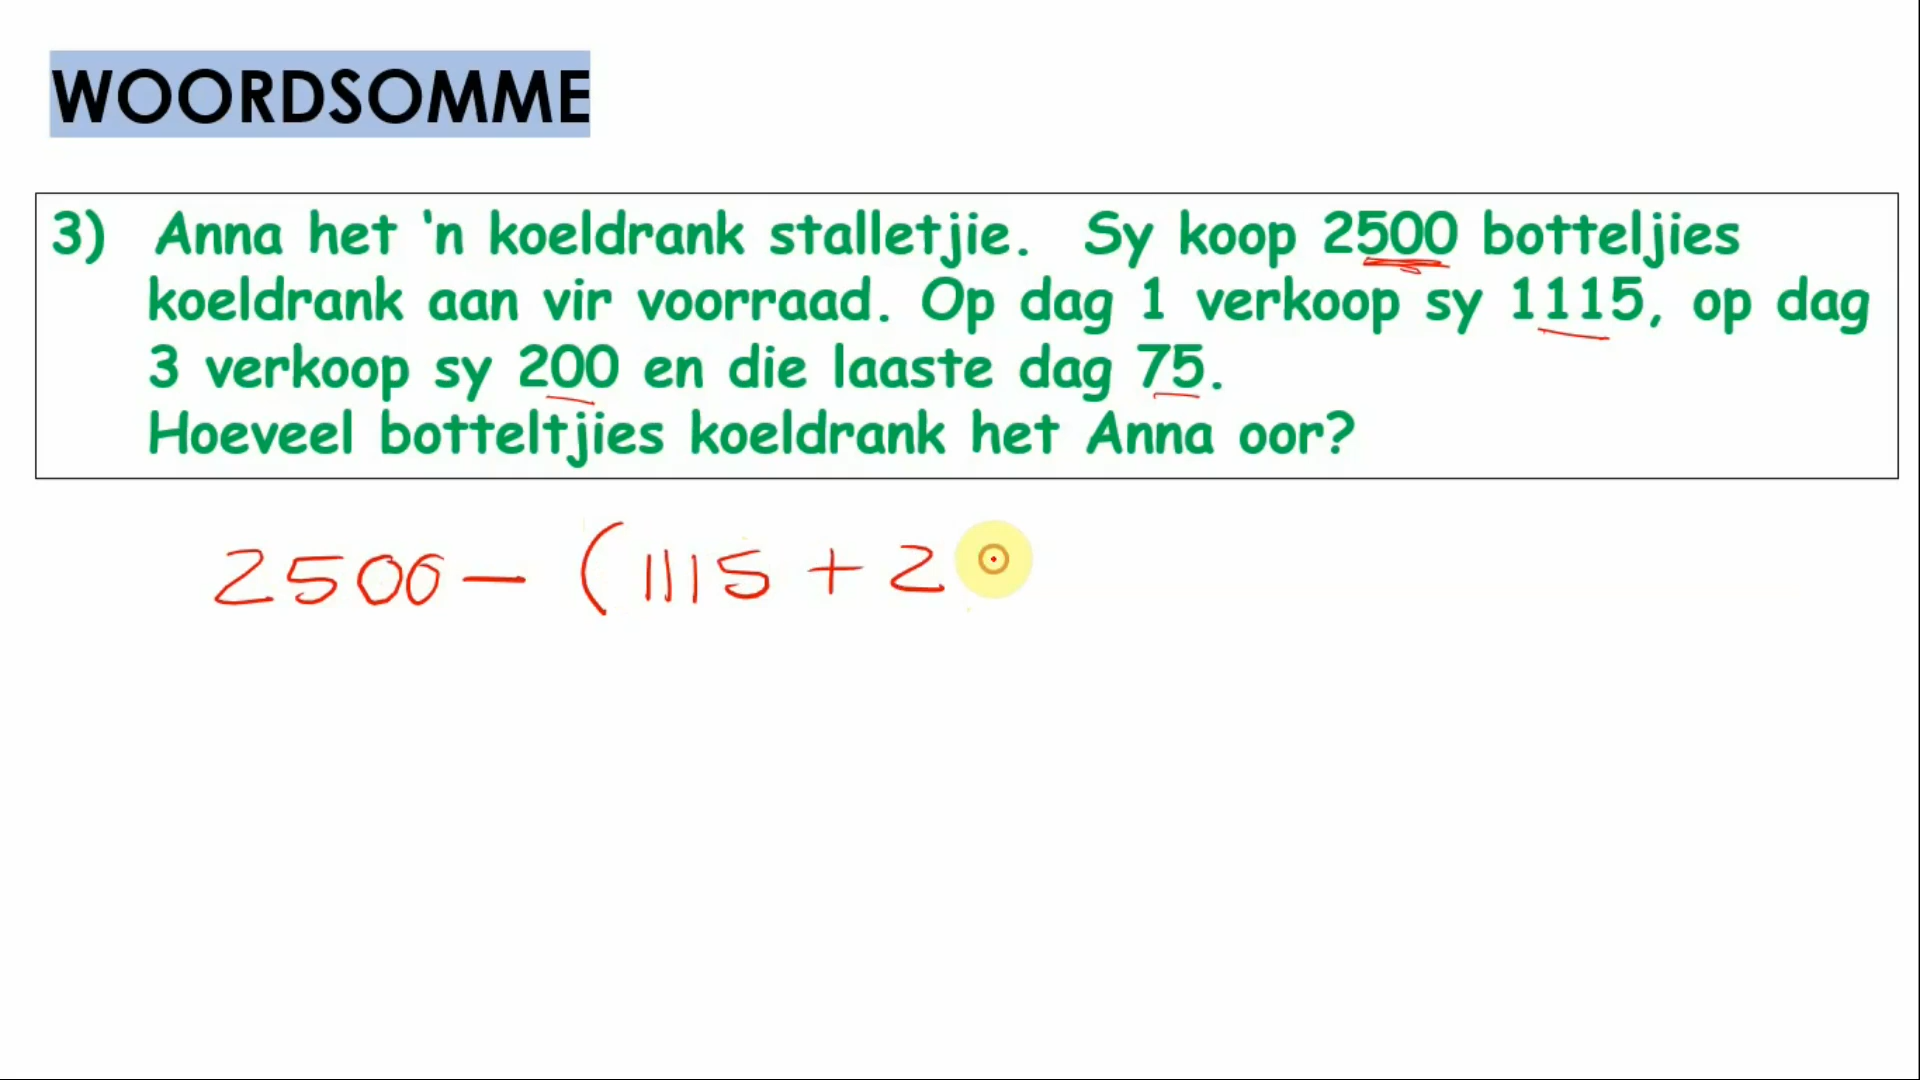 WOORDSOMME
3) Anna het 'n koeldrank stalletjie. Sy koop 2500 botteljies
koeldrank aan vir voorraad. Op dag 1 verkoop sy 1115, op dag
3 verkoop sy 200 en die laaste dag 75.
Hoeveel botteltjies koeldrank het Anna oor?
2500 - (1115 + 2